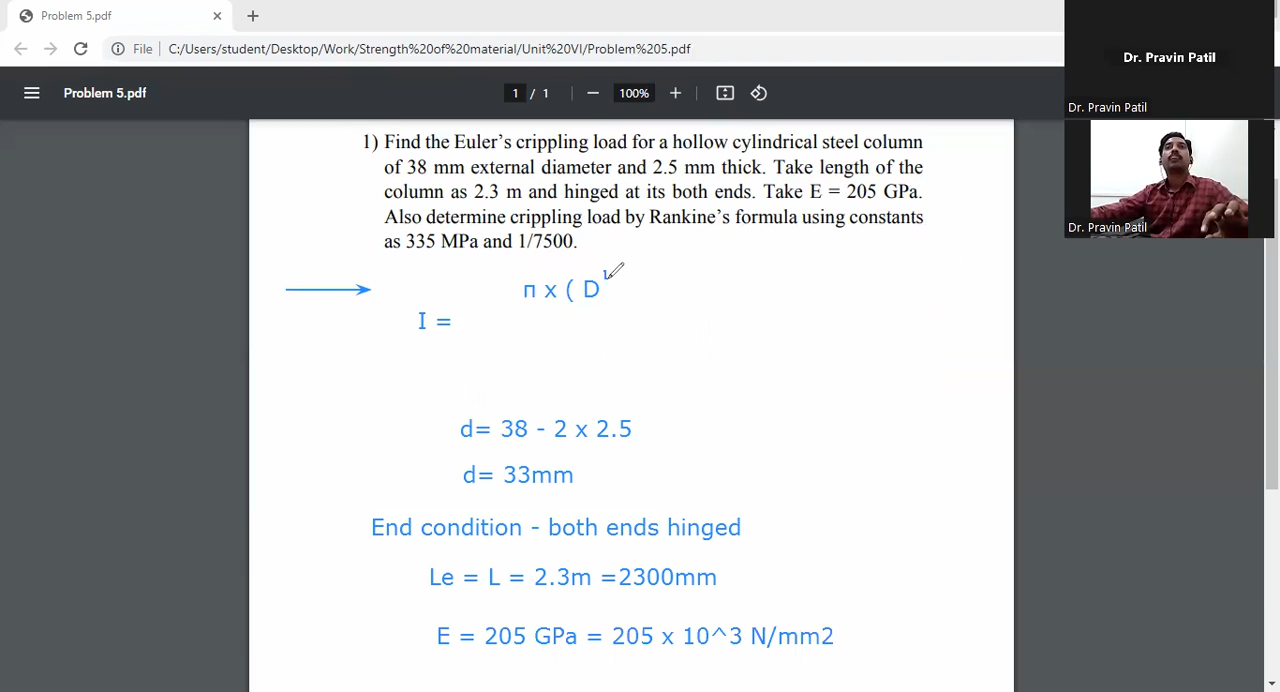 Problem 5.pdf
File C:/Users/student/Desktop/Work/Strength%20of%20material/Unit%20VI/Problem%205.pdf
Problem 5.pdf
1 / 1
100%
Dr. Pravin Patil
Dr. Pravin Patil
Dr. Pravin Patil
1) Find the Euler's crippling load for a hollow cylindrical steel column
of 38 mm external diameter and 2.5 mm thick. Take length of the
column as 2.3 m and hinged at its both ends. Take E = 205 GPa.
Also determine crippling load by Rankine's formula using constants
as 335 MPa and 1/7500.
π x ( D
I =
d= 38 - 2 x 2.5
d= 33mm
End condition - both ends hinged
Le = L = 2.3m =2300mm
E = 205 GPa = 205 x 10^3 N/mm2